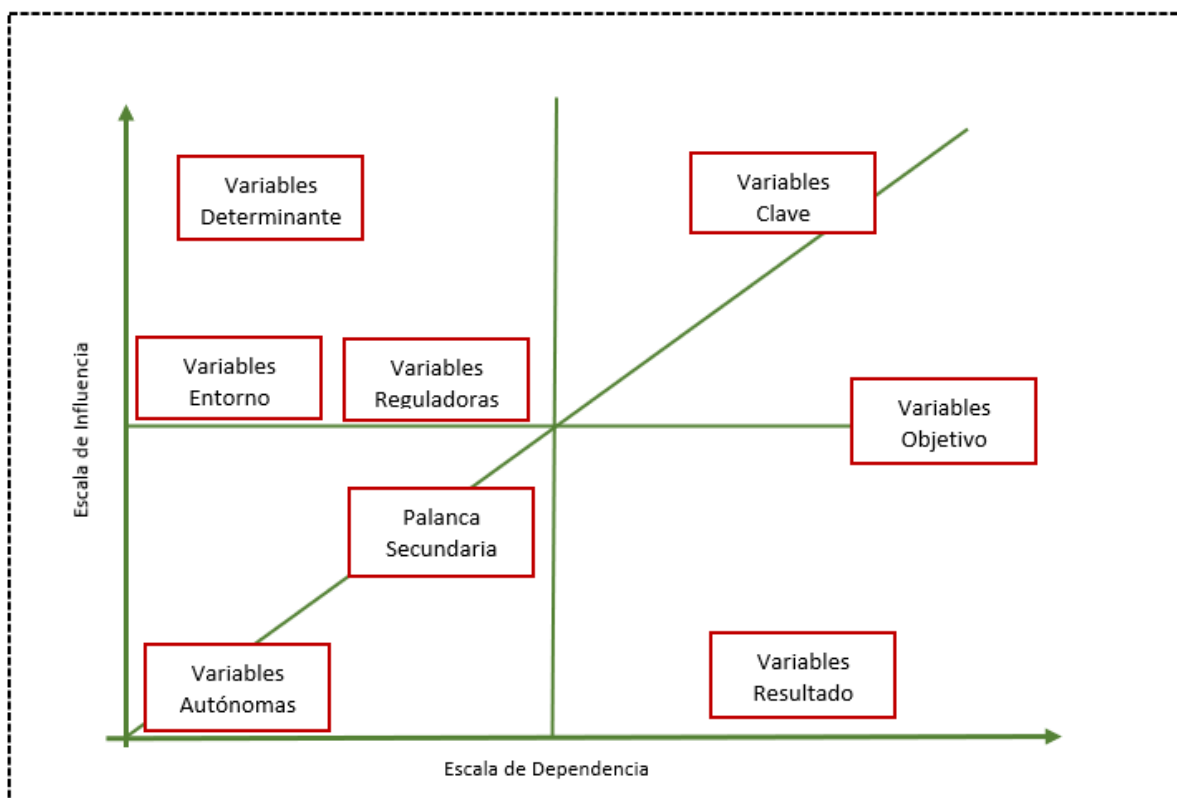 Variables
Determinante
Variables
Clave
Variables
Entorno
Variables
Reguladoras
Variables
Objetivo
Escala de Influencia
Palanca
Secundaria
Variables
Autónomas
Variables
Resultado
Escala de Dependencia